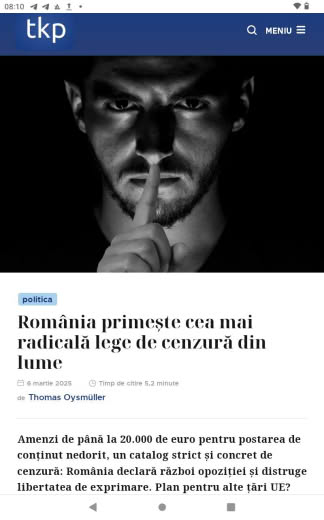 08:10
tkp
MENIU
politica
România primește cea mai
radicală lege de cenzură din
lume
6 martie 2025 Timp de citire 5,2 minute
de Thomas Oysmüller
Amenzi de până la 20.000 de euro pentru postarea de
conținut nedorit, un catalog strict și concret de
cenzură: România declară război opoziției și distruge
libertatea de exprimare. Plan pentru alte țări UE?